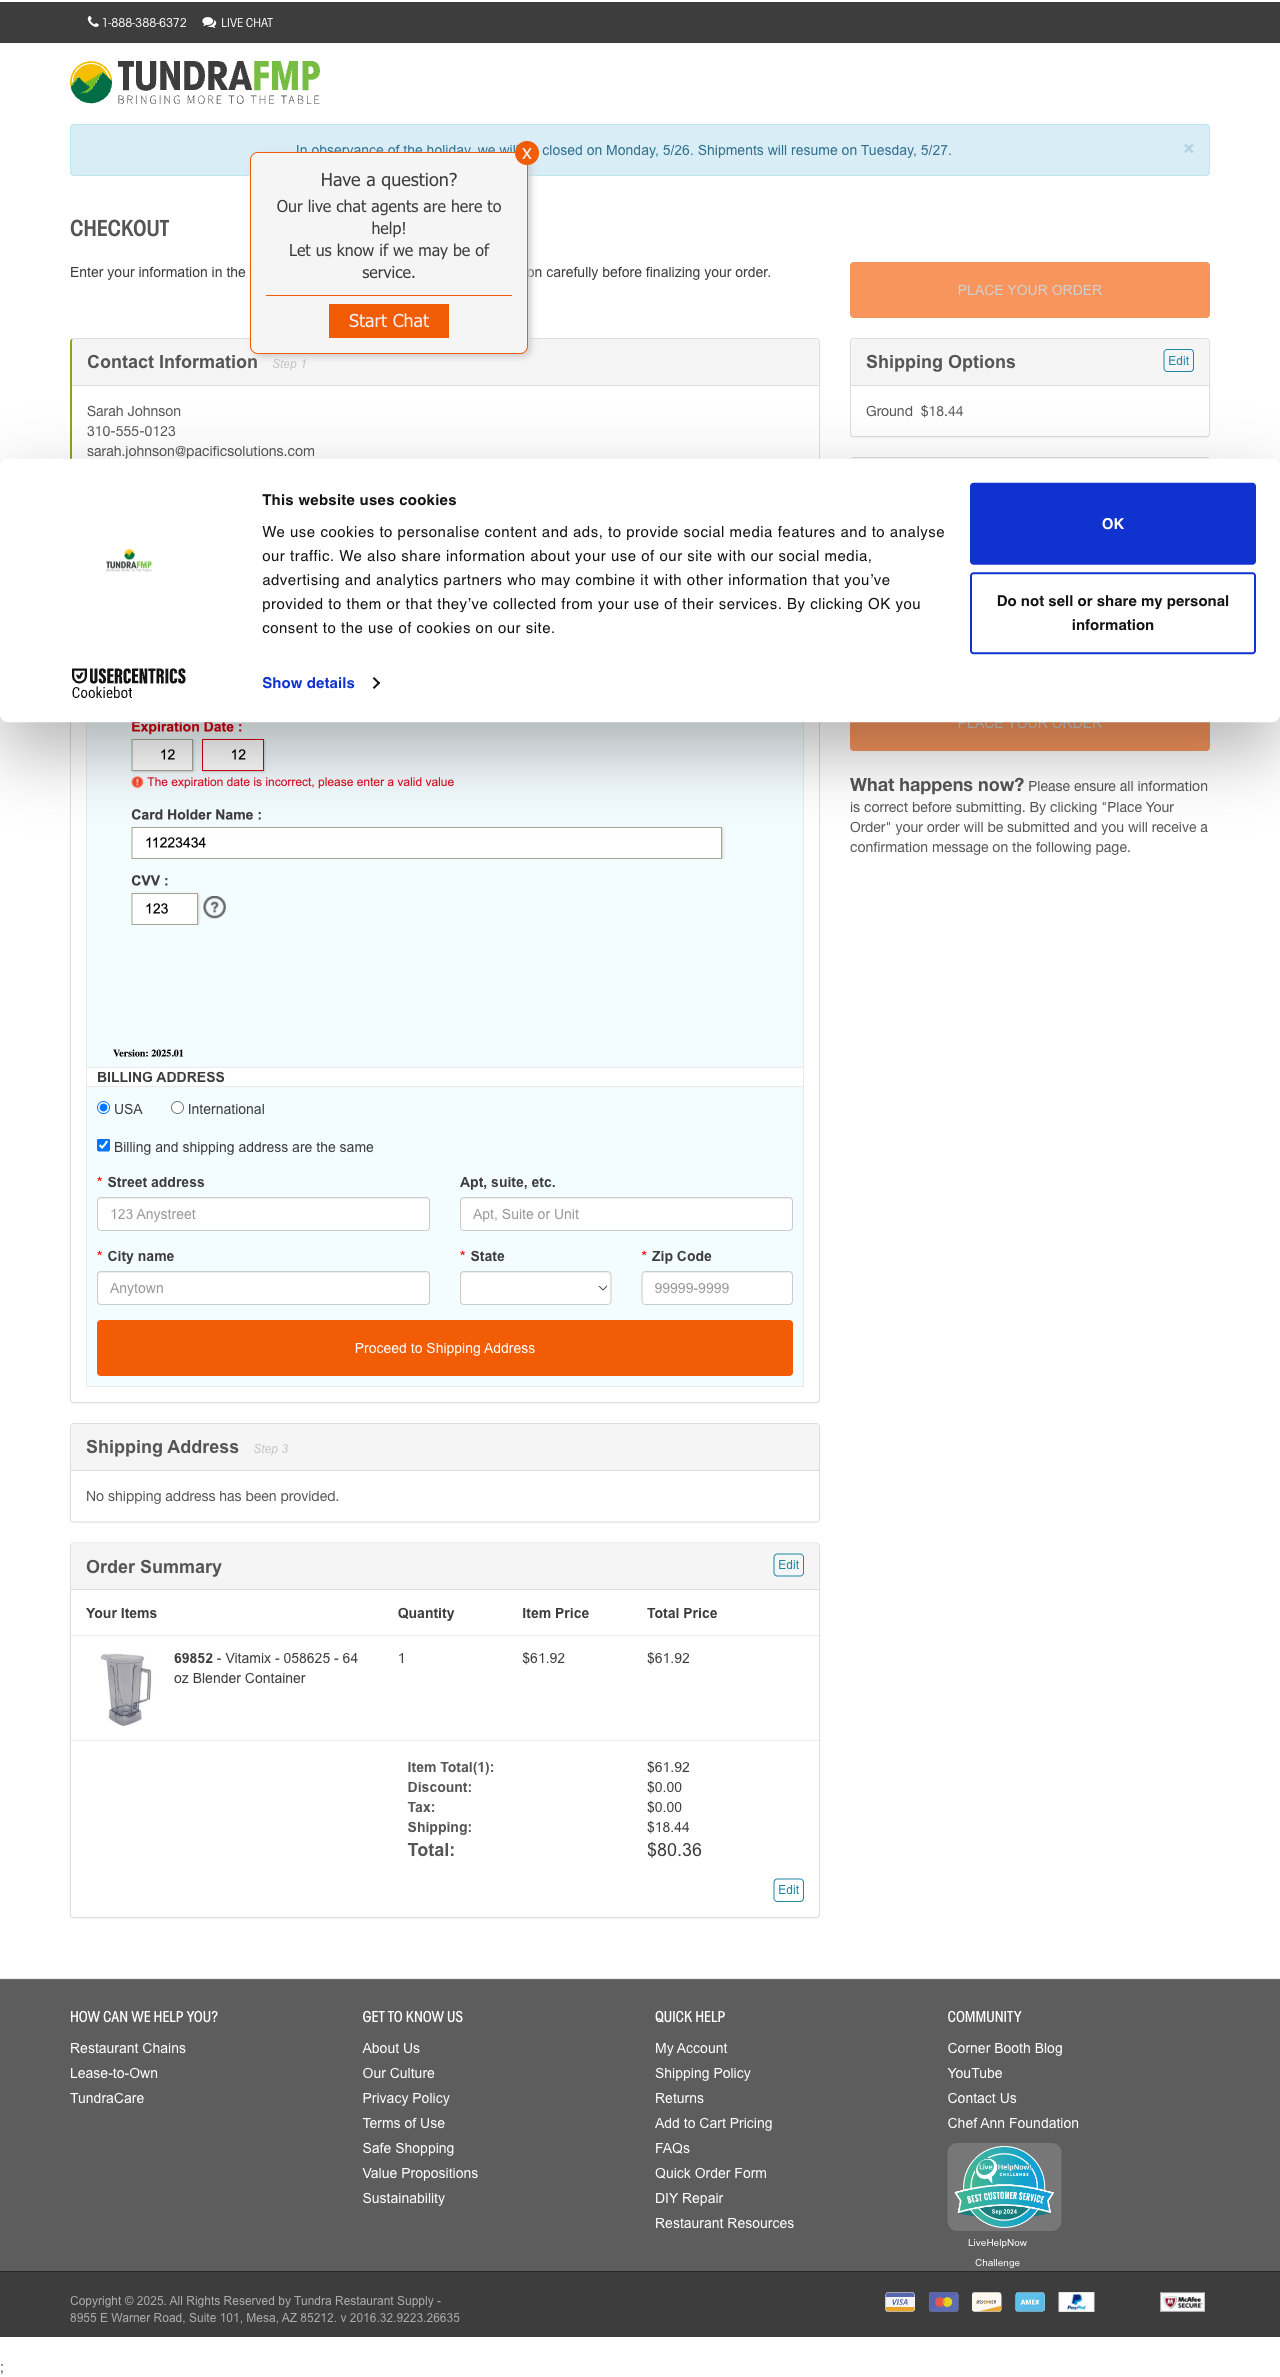 1-888-388-6372 LIVE CHAT
TUNDRAFMP
BRINGING MORE TO THE TABLE
In observance of the holiday, we will closed on Monday, 5/26. Shipments will resume on Tuesday, 5/27.
×
X
Have a question?
Our live chat agents are here to
help!
Let us know if we may be of
service.
Start Chat
CHECKOUT
Enter your information in the on carefully before finalizing your order.
PLACE YOUR ORDER
Contact Information Step 1
Sarah Johnson
310-555-0123
sarah.johnson@pacificsolutions.com
Shipping Options Edit
Ground $18.44
TUNDRAFMP
USERCENTRICS
Cookiebot
This website uses cookies
We use cookies to personalise content and ads, to provide social media features and to analyse
our traffic. We also share information about your use of our site with our social media,
advertising and analytics partners who may combine it with other information that you've
provided to them or that they've collected from your use of their services. By clicking OK you
consent to the use of cookies on our site.
Show details
OK
Do not sell or share my personal
information
PLACE YOUR ORDER
Expiration Date :
12 12
The expiration date is incorrect, please enter a valid value
Card Holder Name :
11223434
CVV :
123 ?
Version: 2025.01
What happens now? Please ensure all information
is correct before submitting. By clicking "Place Your
Order" your order will be submitted and you will receive a
confirmation message on the following page.
BILLING ADDRESS
USA International
Billing and shipping address are the same
* Street address Apt, suite, etc.
123 Anystreet Apt, Suite or Unit
* City name * State * Zip Code
Anytown 99999-9999
Proceed to Shipping Address
Shipping Address Step 3
No shipping address has been provided.
Order Summary Edit
Your Items Quantity Item Price Total Price
69852 - Vitamix - 058625 - 64 1 $61.92 $61.92
oz Blender Container
Item Total(1): $61.92
Discount: $0.00
Tax: $0.00
Shipping: $18.44
Total: $80.36
Edit
HOW CAN WE HELP YOU?
Restaurant Chains
Lease-to-Own
TundraCare
GET TO KNOW US
About Us
Our Culture
Privacy Policy
Terms of Use
Safe Shopping
Value Propositions
Sustainability
QUICK HELP
My Account
Shipping Policy
Returns
Add to Cart Pricing
FAQs
Quick Order Form
DIY Repair
Restaurant Resources
COMMUNITY
Corner Booth Blog
YouTube
Contact Us
Chef Ann Foundation
Live HelpNow
CHALLENGE
BEST CUSTOMER SERVICE
Sep 2024
LiveHelpNow
Challenge
Copyright © 2025. All Rights Reserved by Tundra Restaurant Supply -
8955 E Warner Road, Suite 101, Mesa, AZ 85212. v 2016.32.9223.26635
VISA DISCOVER AMEX PayPal McAfee SECURE
;